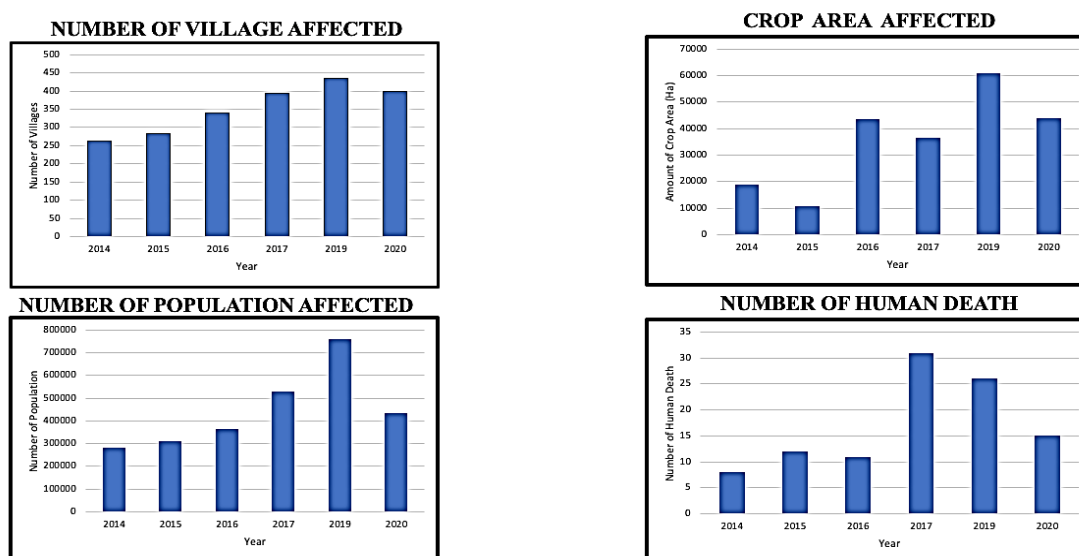 NUMBER OF VILLAGE AFFECTED
500
450
400
350
300
250
200
150
100
50
0
Number of Villages
2014 2015 2016 2017 2019 2020
Year
CROP AREA AFFECTED
70000
60000
50000
40000
30000
20000
10000
0
Amount of Crop Area (Ha)
2014 2015 2016 2017 2019 2020
Year
NUMBER OF POPULATION AFFECTED
800000
700000
600000
500000
400000
300000
200000
100000
0
Number of Population
2014 2015 2016 2017 2019 2020
Year
NUMBER OF HUMAN DEATH
35
30
25
20
15
10
5
0
Number of Human Death
2014 2015 2016 2017 2019 2020
Year